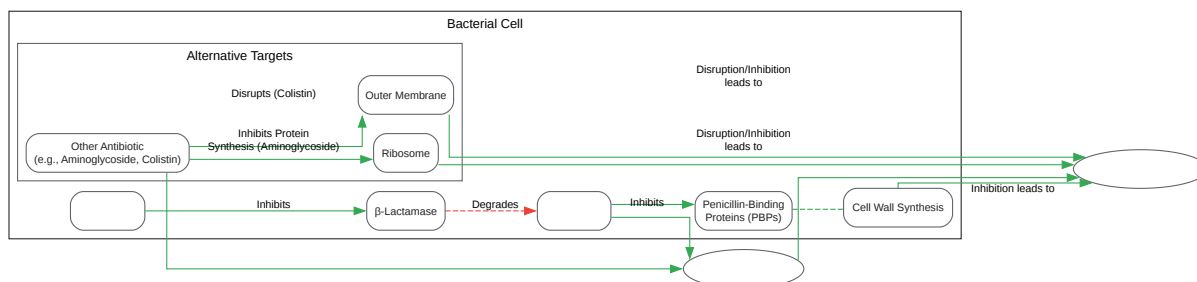 Bacterial Cell
Alternative Targets
Disruption/Inhibition
leads to
Disrupts (Colistin)
Outer Membrane
Inhibits Protein
Synthesis (Aminoglycoside)
Disruption/Inhibition
leads to
Other Antibiotic
(e.g., Aminoglycoside, Colistin)
Ribosome
Inhibition leads to
Inhibits
β-Lactamase
Degrades
Inhibits
Penicillin-Binding
Proteins (PBPs)
Cell Wall Synthesis